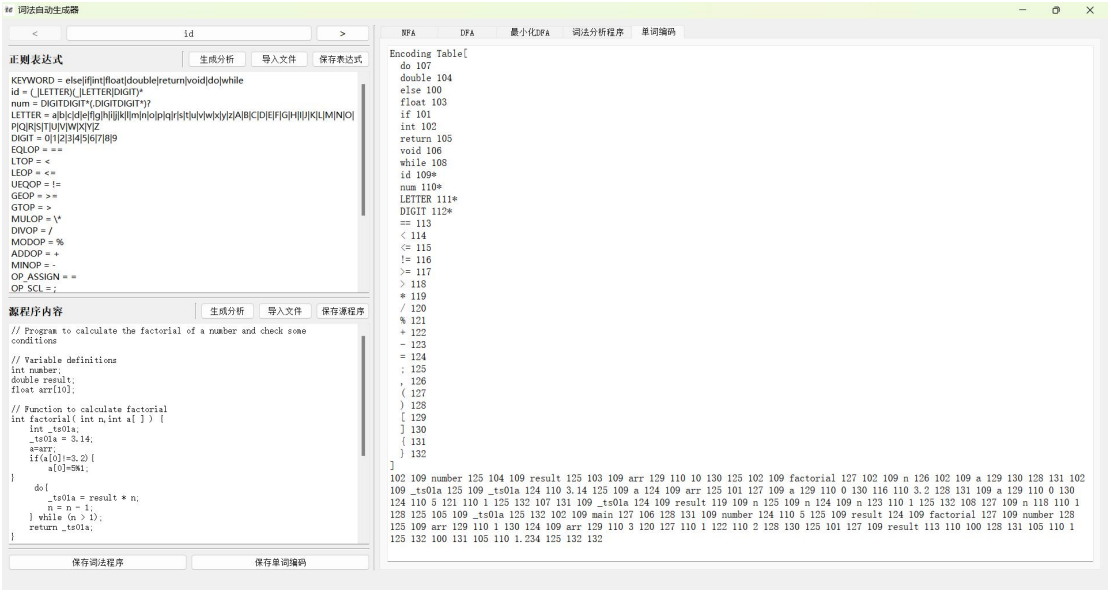 词法自动生成器
<
id
>
正则表达式
生成分析
导入文件
保存表达式
KEYWORD = else|if|int|float|double|return|void|do|while
id = (_|LETTER)(_|LETTER|DIGIT)*
num = DIGITDIGIT*(.DIGITDIGIT*)?
LETTER = a|b|c|d|e|f|g|h|i|j|k|l|m|n|o|p|q|r|s|t|u|v|w|x|y|z|A|B|C|D|E|F|G|H|I|J|K|L|M|N|O|
P|Q|R|S|T|U|V|W|X|Y|Z
DIGIT = 0|1|2|3|4|5|6|7|8|9
EQLOP = ==
LTOP = <
LEOP = <=
UEQOP = !=
GEOP = >=
GTOP = >
MULOP = \*
DIVOP = /
MODOP = %
ADDOP = +
MINOP = -
OP_ASSIGN = =
OP_SCL = ;
源程序内容
生成分析
导入文件
保存源程序
// Program to calculate the factorial of a number and check some
conditions
// Variable definitions
int number;
double result;
float arr[10];
// Function to calculate factorial
int factorial( int n,int a[ ] ) {
int _ts01a;
_ts01a = 3.14;
a=arr;
if(a[0]!=3.2){
a[0]=5%1;
}
do{
_ts01a = result * n;
n = n - 1;
} while (n > 1);
return _ts01a;
}
保存词法程序
保存单词编码
NFA
DFA
最小化DFA
词法分析程序
单词编码
Encoding Table[
do 107
double 104
else 100
float 103
if 101
int 102
return 105
void 106
while 108
id 109*
num 110*
LETTER 111*
DIGIT 112*
== 113
< 114
<= 115
!= 116
>= 117
> 118
* 119
/ 120
% 121
+ 122
- 123
= 124
; 125
, 126
( 127
) 128
[ 129
] 130
{ 131
} 132
]
102 109 number 125 104 109 result 125 103 109 arr 129 110 10 130 125 102 109 factorial 127 102 109 n 126 102 109 a 129 130 128 131 102
109 _ts01a 125 109 _ts01a 124 110 3.14 125 109 a 124 109 arr 125 101 127 109 a 129 110 0 130 116 110 3.2 128 131 109 a 129 110 0 130
124 110 5 121 110 1 125 132 107 131 109 _ts01a 124 109 result 119 109 n 125 109 n 124 109 n 123 110 1 125 132 108 127 109 n 118 110 1
128 125 105 109 _ts01a 125 132 102 109 main 127 106 128 131 109 number 124 110 5 125 109 result 124 109 factorial 127 109 number 128
125 109 arr 129 110 1 130 124 109 arr 129 110 3 120 127 110 1 122 110 2 128 130 125 101 127 109 result 113 110 100 128 131 105 110 1
125 132 100 131 105 110 1.234 125 132 132